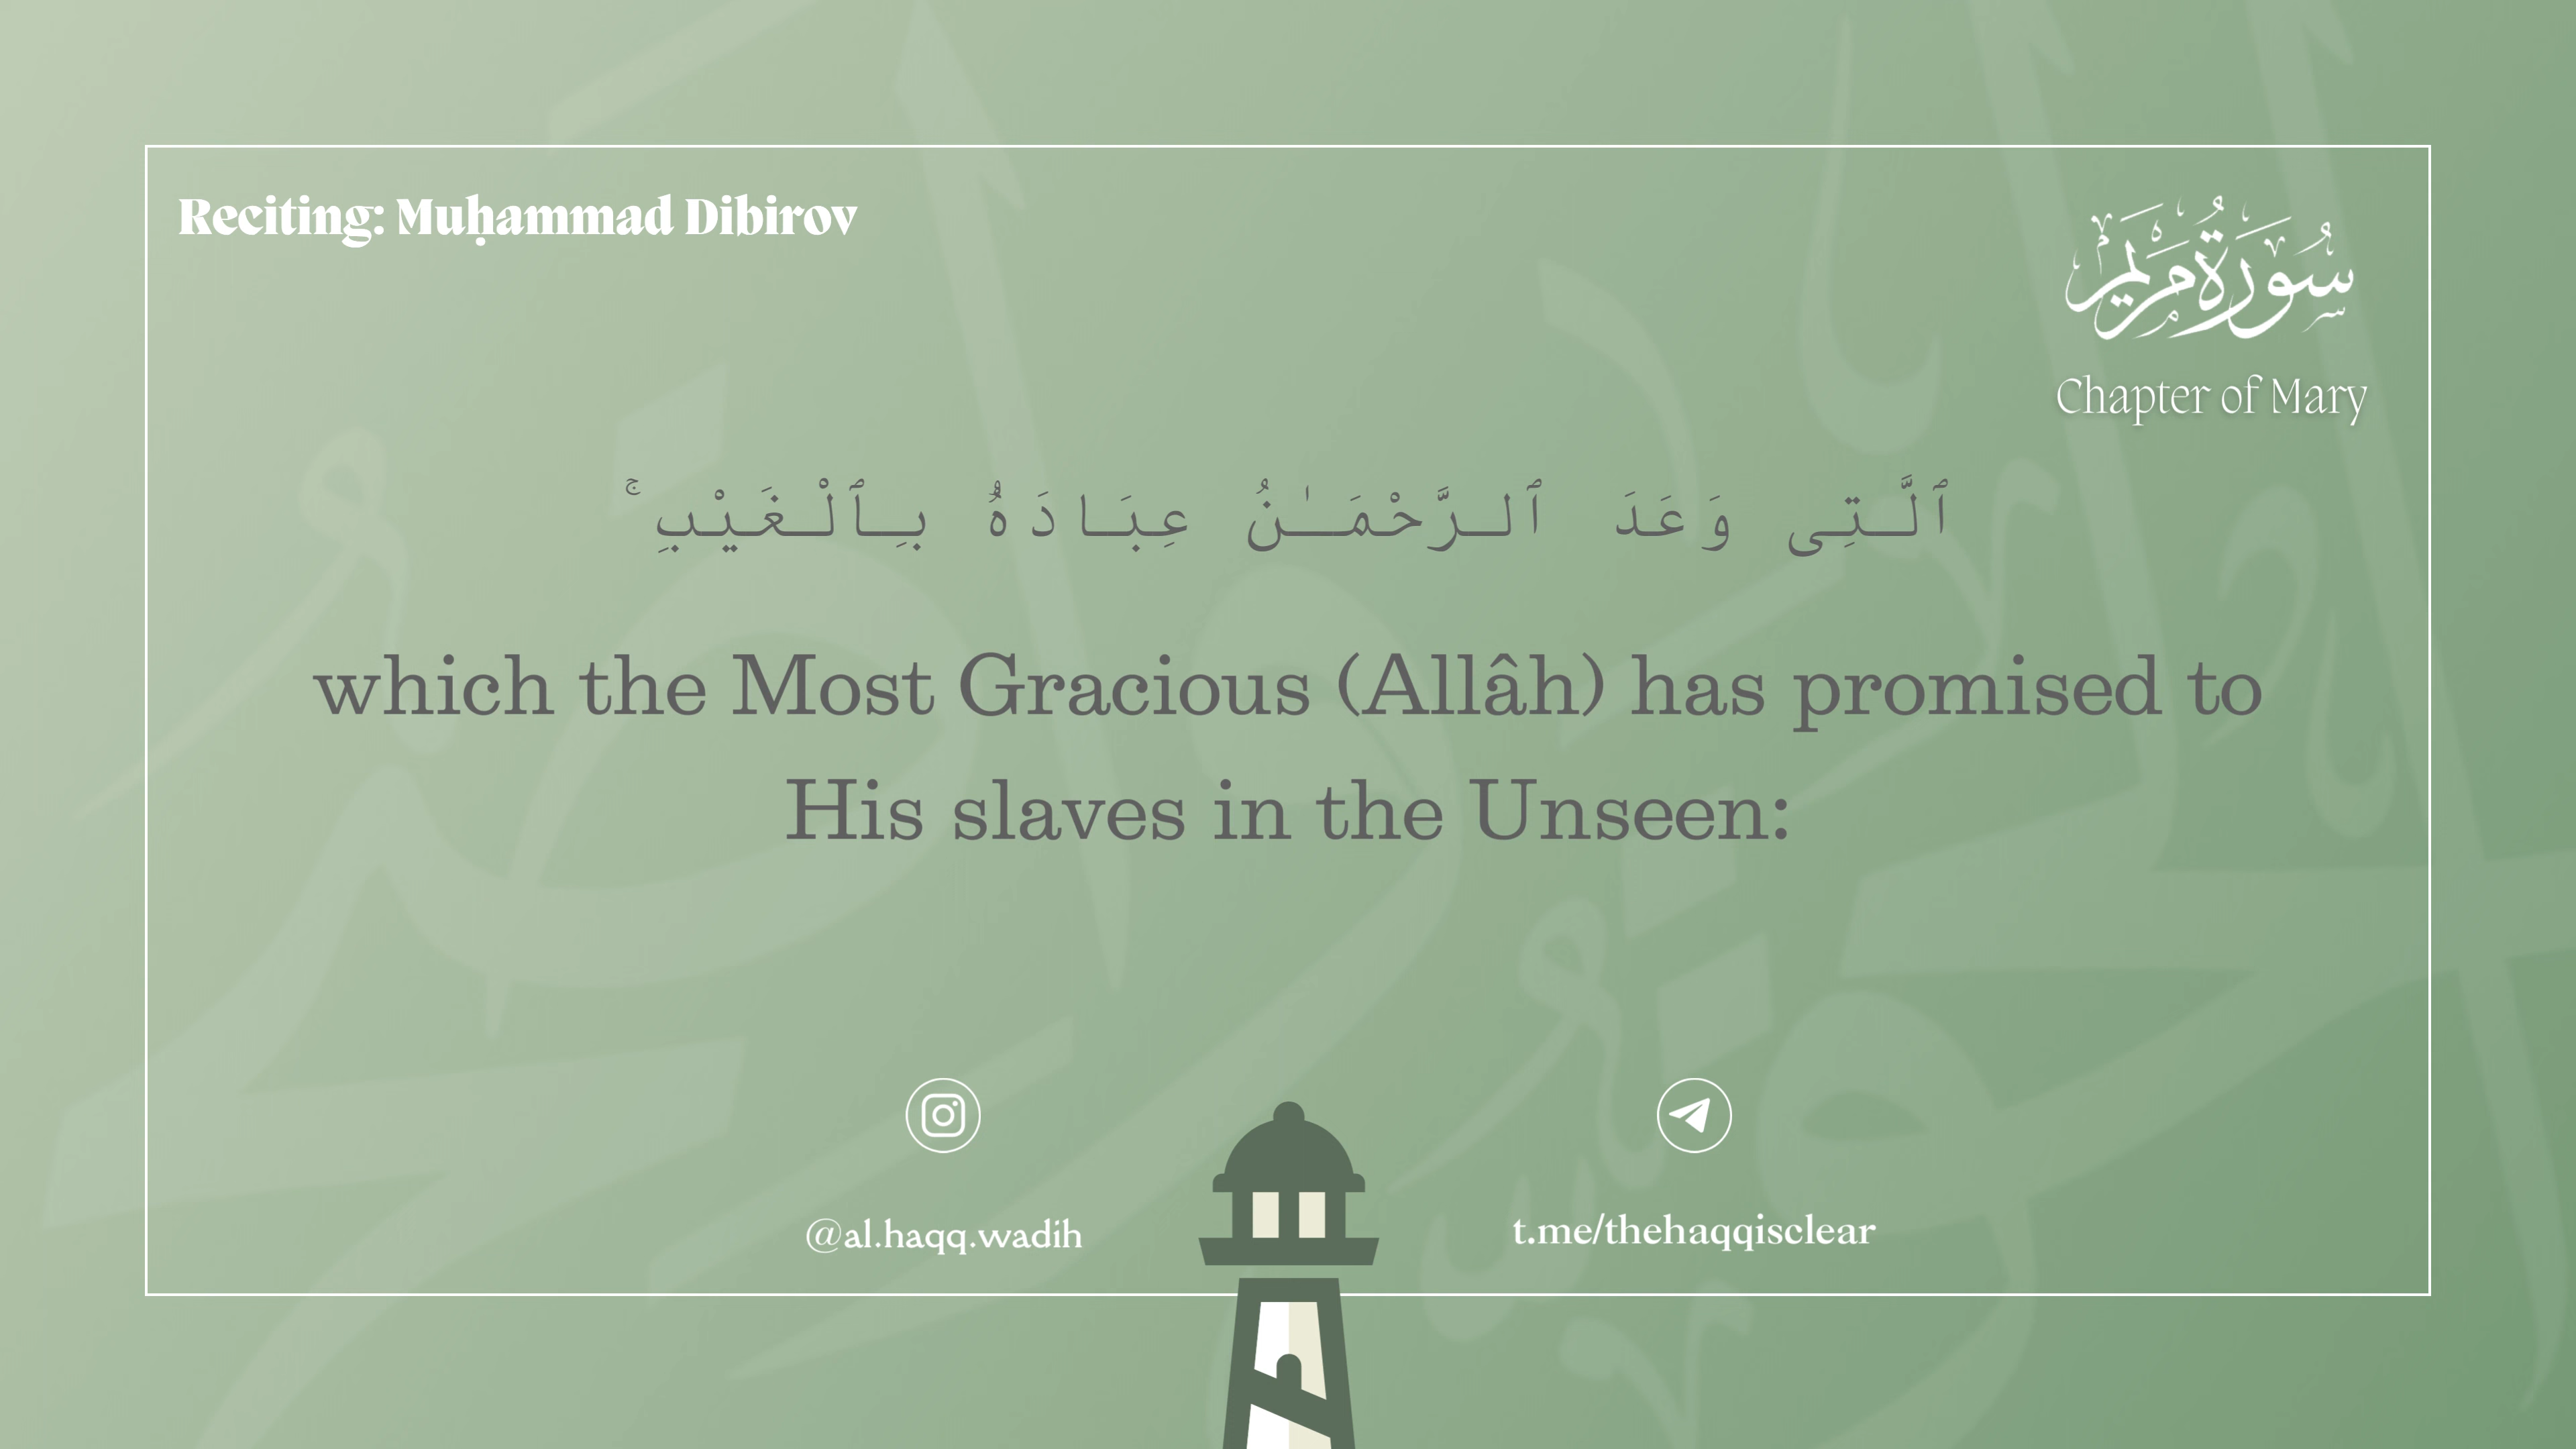 Reciting: Muḥammad Dibirov
سُورَةُ مَرْيَم
Chapter of Mary
ٱلَّتِى وَعَدَ ٱلرَّحْمَـٰنُ عِبَادَهُۥ بِٱلْغَيْبِ ۚ
which the Most Gracious (Allâh) has promised to
His slaves in the Unseen:
@al.haqq.wadih
t.me/thehaqqisclear